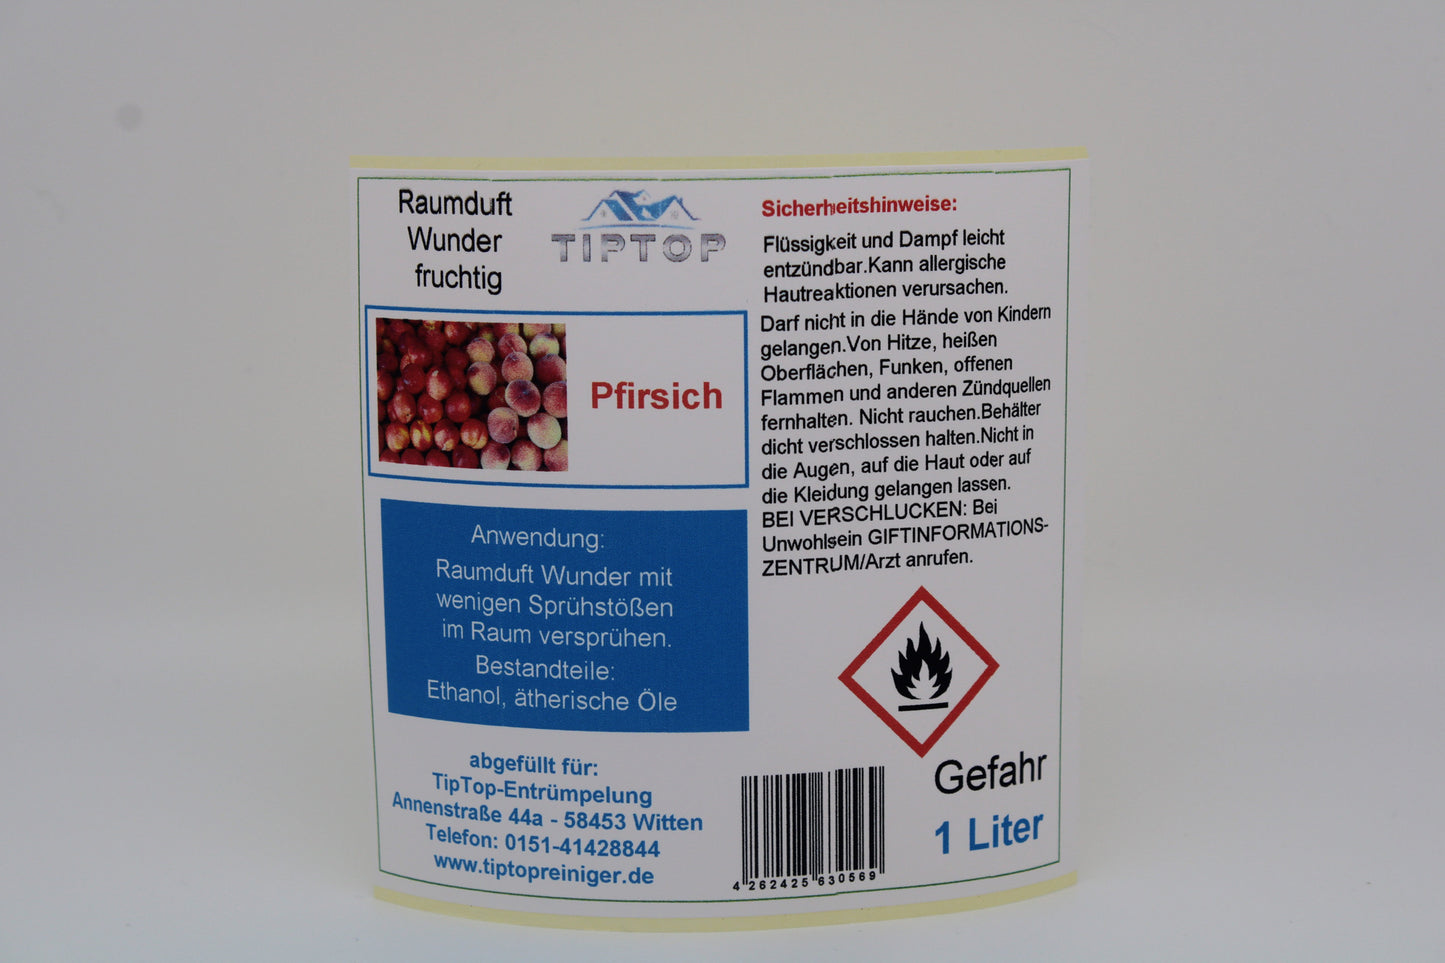 Raumduft
Wunder
fruchtig
TIPTOP
Pfirsich
Anwendung:
Raumduft Wunder mit
wenigen Sprühstößen
im Raum versprühen.
Bestandteile:
Ethanol, ätherische Öle
abgefüllt für:
TipTop-Entrümpelung
Annenstraße 44a - 58453 Witten
Telefon: 0151-41428844
www.tiptopreiniger.de
Sicherheitshinweise:
Flüssigkeit und Dampf leicht
entzündbar.Kann allergische
Hautreaktionen verursachen.
Darf nicht in die Hände von Kindern
gelangen.Von Hitze, heißen
Oberflächen, Funken, offenen
Flammen und anderen Zündquellen
fernhalten. Nicht rauchen.Behälter
dicht verschlossen halten.Nicht in
die Augen, auf die Haut oder auf
die Kleidung gelangen lassen.
BEI VERSCHLUCKEN: Bei
Unwohlsein GIFTINFORMATIONS-
ZENTRUM/Arzt anrufen.
Gefahr
1 Liter
4 262425 630569